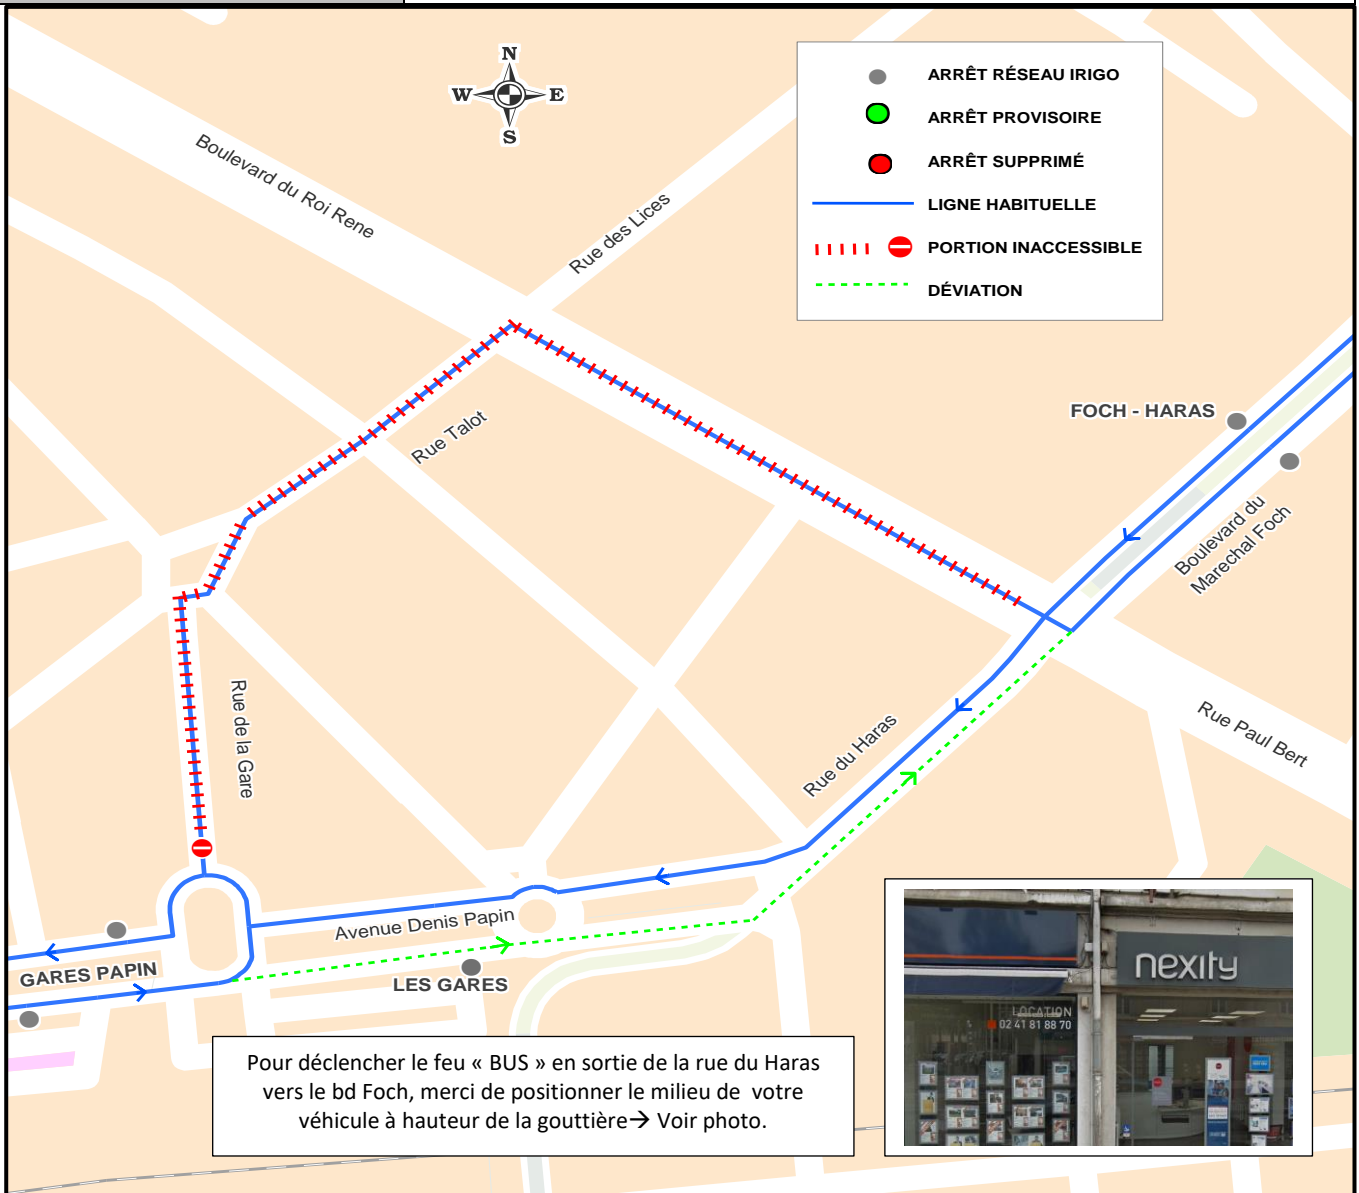 N
W E
S
ARRÊT RÉSEAU IRIGO
ARRÊT PROVISOIRE
ARRÊT SUPPRIMÉ
LIGNE HABITUELLE
PORTION INACCESSIBLE
DÉVIATION
Boulevard du Roi Rene
Rue des Lices
Rue Talot
FOCH - HARAS
Boulevard du
Marechal Foch
Rue de la Gare
Rue du Haras
Rue Paul Bert
Avenue Denis Papin
GARES PAPIN
LES GARES
nexity
LOCATION
02 41 81 88 70
Pour déclencher le feu « BUS » en sortie de la rue du Haras
vers le bd Foch, merci de positionner le milieu de votre
véhicule à hauteur de la gouttière→ Voir photo.